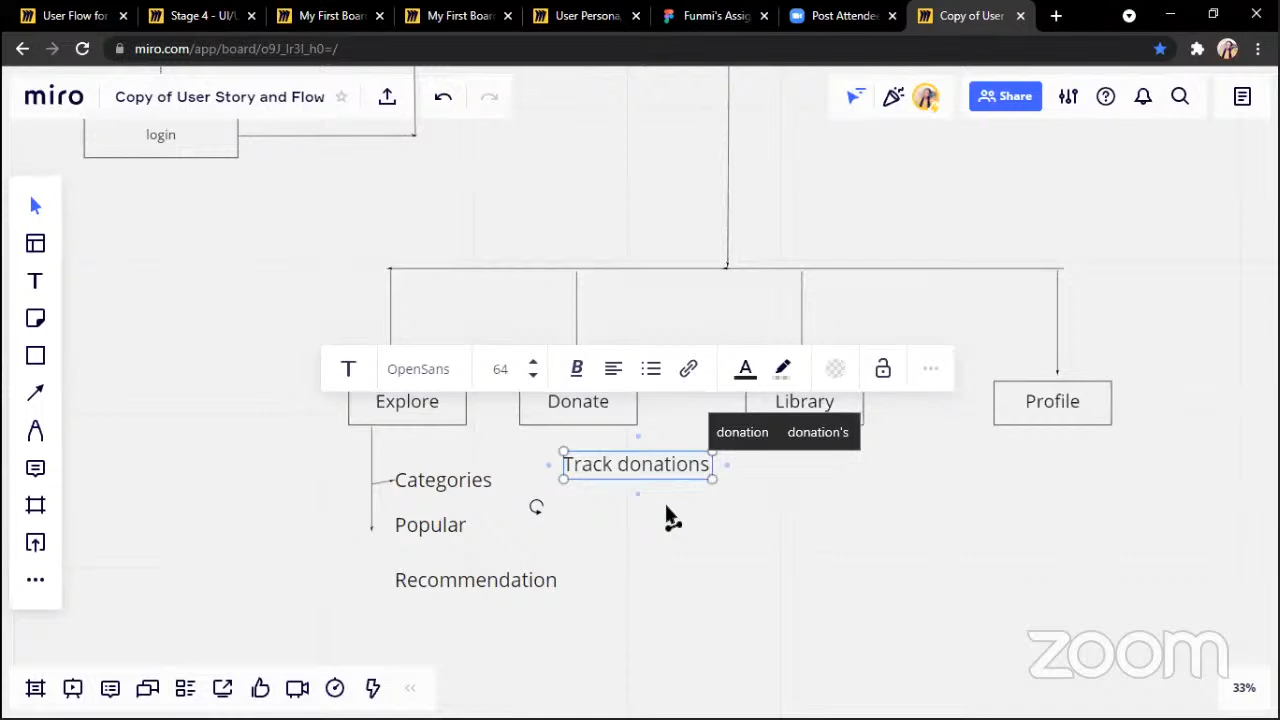 User Flow for
Stage 4 - UI/U
My First Boar
My First Boar
User Persona,
Funmi's Assig
Post Attendee
Copy of User
miro.com/app/board/o9J_lr3l_h0=/
miro
Copy of User Story and Flow
Share
login
OpenSans
64
Explore
Donate
Library
Profile
donation
donation's
Track donations
Categories
Popular
Recommendation
zoom
33%